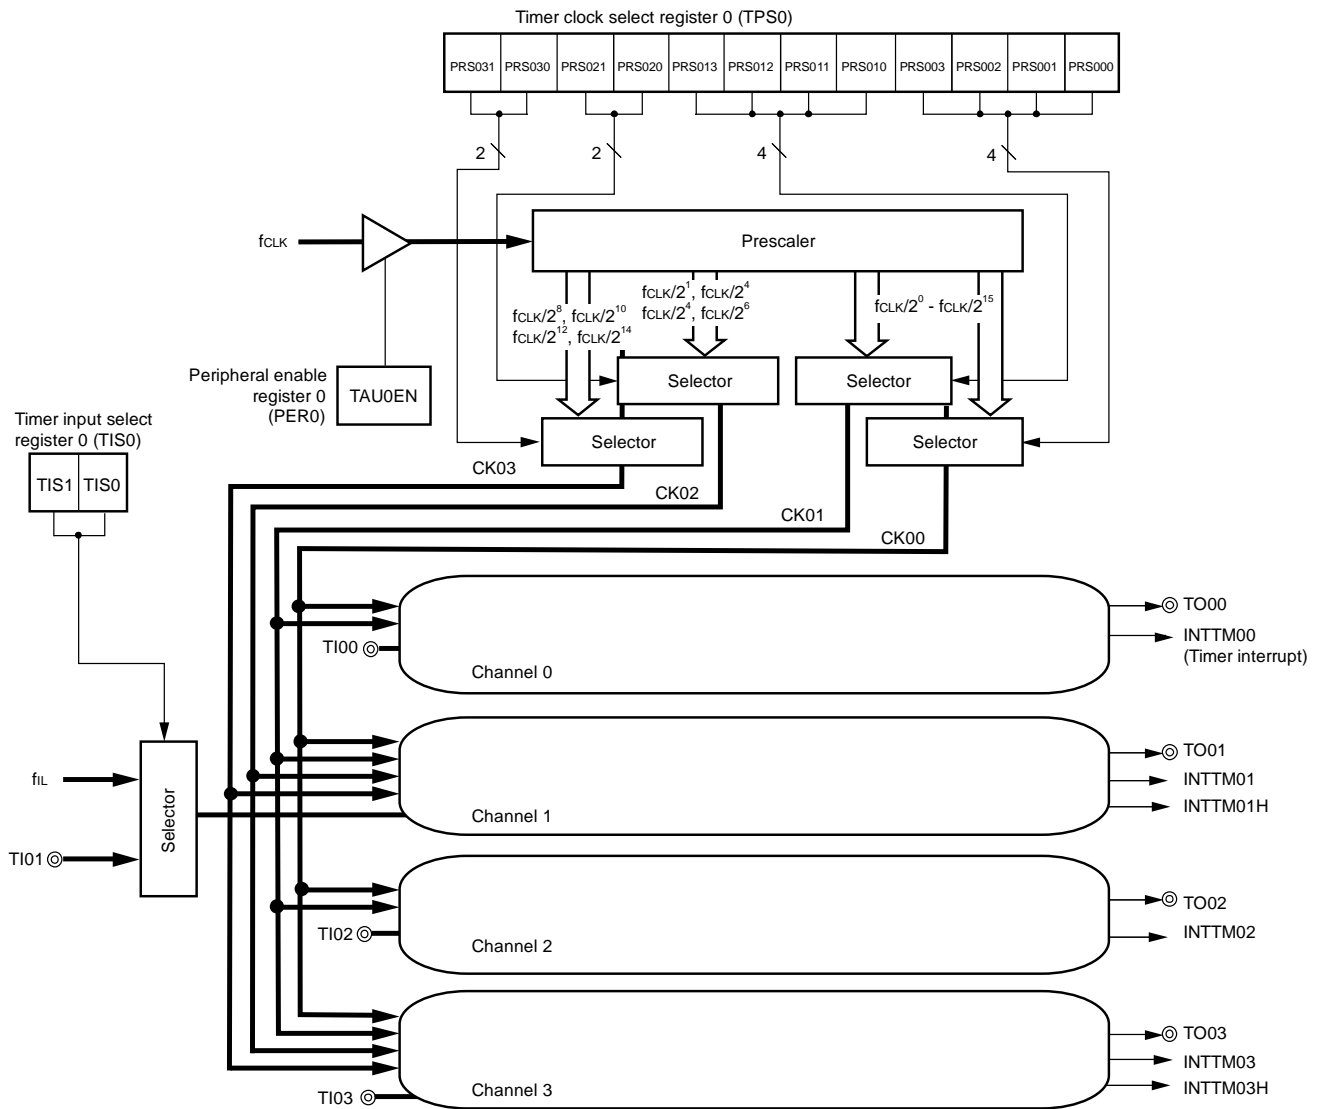 Timer clock select register 0 (TPS0)
PRS031 PRS030 PRS021 PRS020 PRS013 PRS012 PRS011 PRS010 PRS003 PRS002 PRS001 PRS000
2 2 4 4
fCLK
Prescaler
fCLK/2^1, fCLK/2^4
fCLK/2^4, fCLK/2^6
fCLK/2^8, fCLK/2^10
fCLK/2^12, fCLK/2^14
fCLK/2^0 - fCLK/2^15
Peripheral enable
register 0
(PER0)
TAU0EN
Selector
Selector
Selector
Selector
Timer input select
register 0 (TIS0)
TIS1 TIS0
CK03
CK02
CK01
CK00
TI00
Channel 0
TO00
INTTM00
(Timer interrupt)
fIL
TI01
Selector
Channel 1
TO01
INTTM01
INTTM01H
TI02
Channel 2
TO02
INTTM02
TI03
Channel 3
TO03
INTTM03
INTTM03H